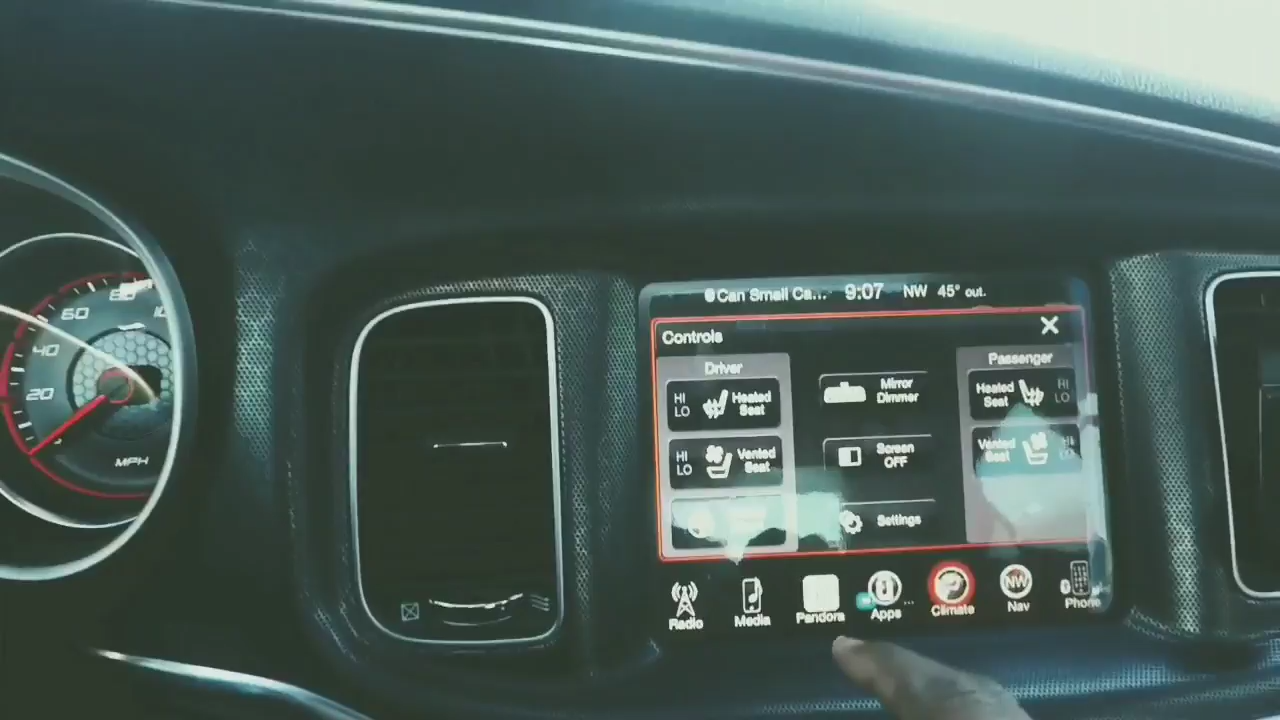 Can Small Ca... 9:07 NW 45° out.
Controls
Driver
HI
LO
Heated
Seat
HI
LO
Vented
Seat
Mirror
Dimmer
Screen
OFF
Settings
Passenger
Heated
Seat
HI
LO
Vented
Seat
HI
Radio
Media
Pandora
Apps
Climate
NW
Nav
Phone
80
60
40
20
MPH